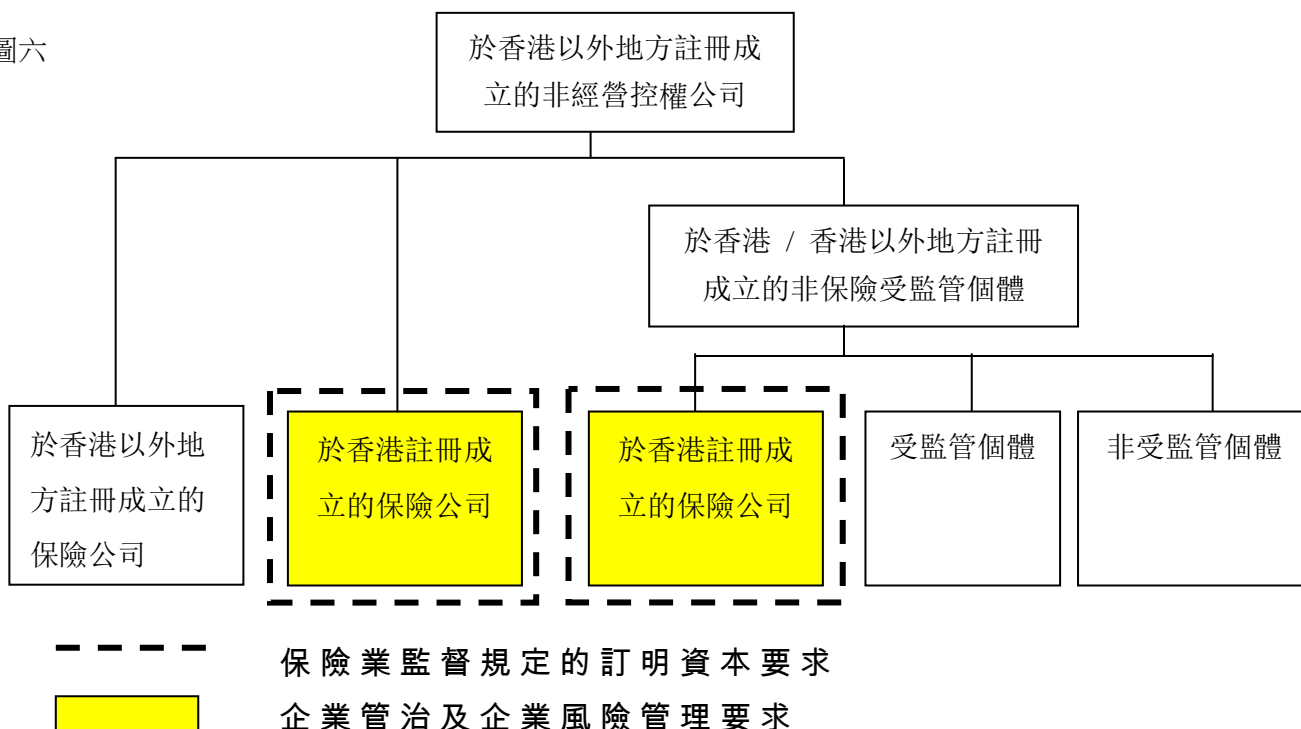 圖六
於香港以外地方註冊成
立的非經營控權公司
於香港 / 香港以外地方註冊
成立的非保險受監管個體
於香港以外地
方註冊成立的
保險公司
於香港註冊成
立的保險公司
於香港註冊成
立的保險公司
受監管個體
非受監管個體
保險業監督規定的訂明資本要求
企業管治及企業風險管理要求